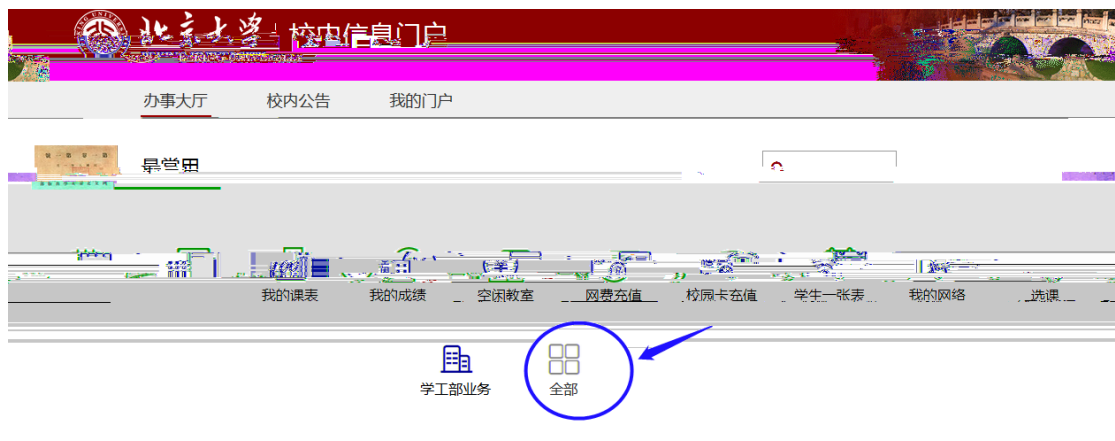 北京大学 校内信息门户
办事大厅 校内公告 我的门户
最常用
我的课表 我的成绩 空闲教室 网费充值 校园卡充值 学生一张表 我的网络 选课
学工部业务 全部